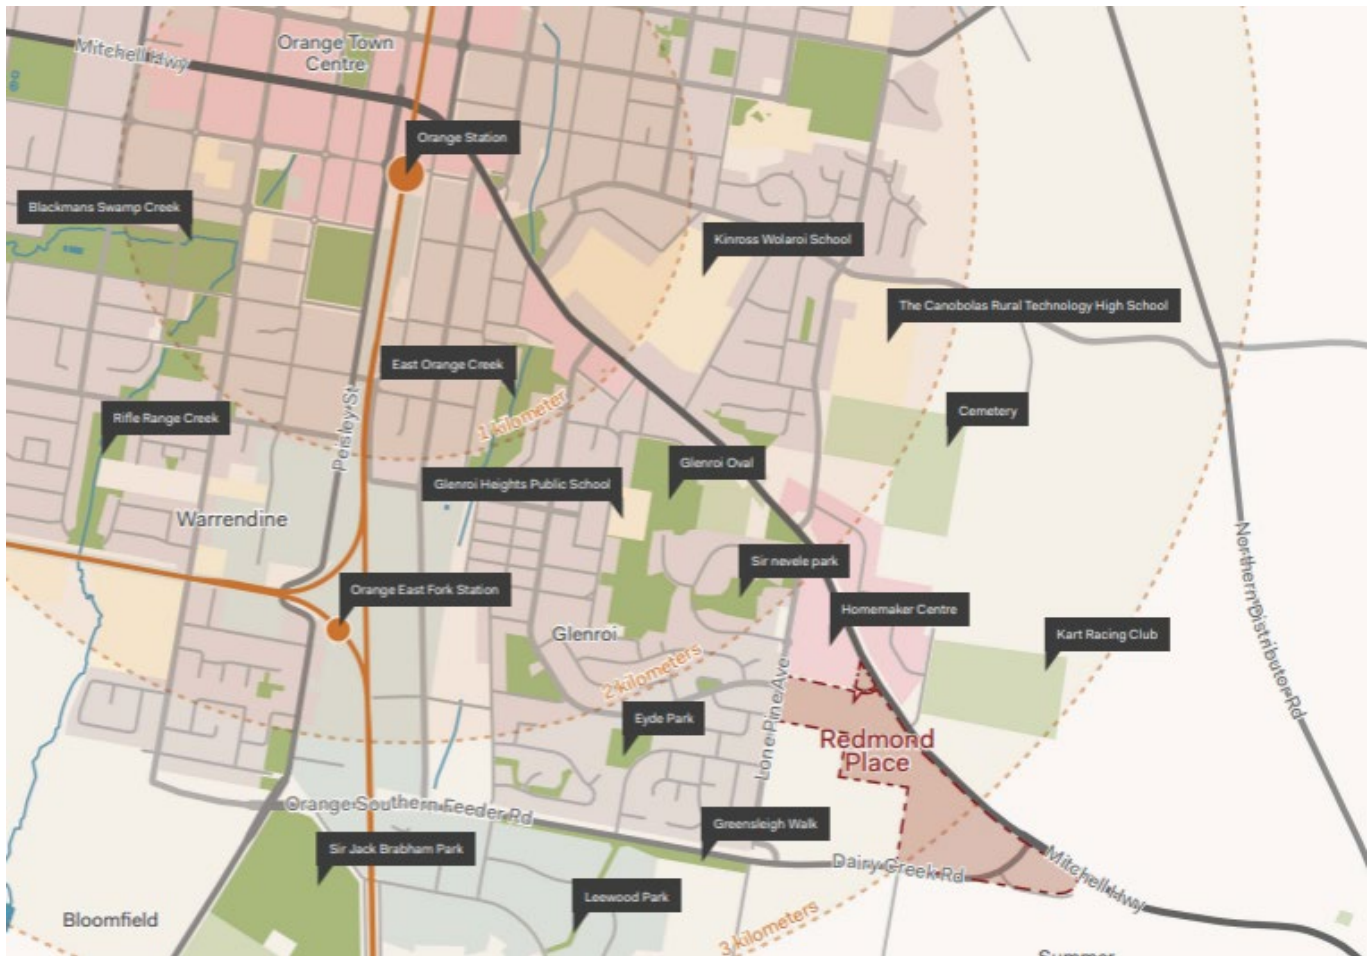 Orange Town
Centre
Mitchell Hwy
Orange Station
Blackmans Swamp Creek
Kinross Wolaroi School
The Canobolas Rural Technology High School
East Orange Creek
Rifle Range Creek
Peisley St
1 kilometer
Cemetery
Glenroi Oval
Glenroi Heights Public School
Warrendine
Sir nevele park
Orange East Fork Station
Homemaker Centre
Kart Racing Club
Northern Distributor Rd
Glenroi
2 kilometers
Lone Pine Ave
Eyde Park
Redmond
Place
Orange Southern Feeder Rd
Greensleigh Walk
Sir Jack Brabham Park
Dairy Creek Rd
Mitchell Hwy
Leewood Park
Bloomfield
3 kilometers
Summer